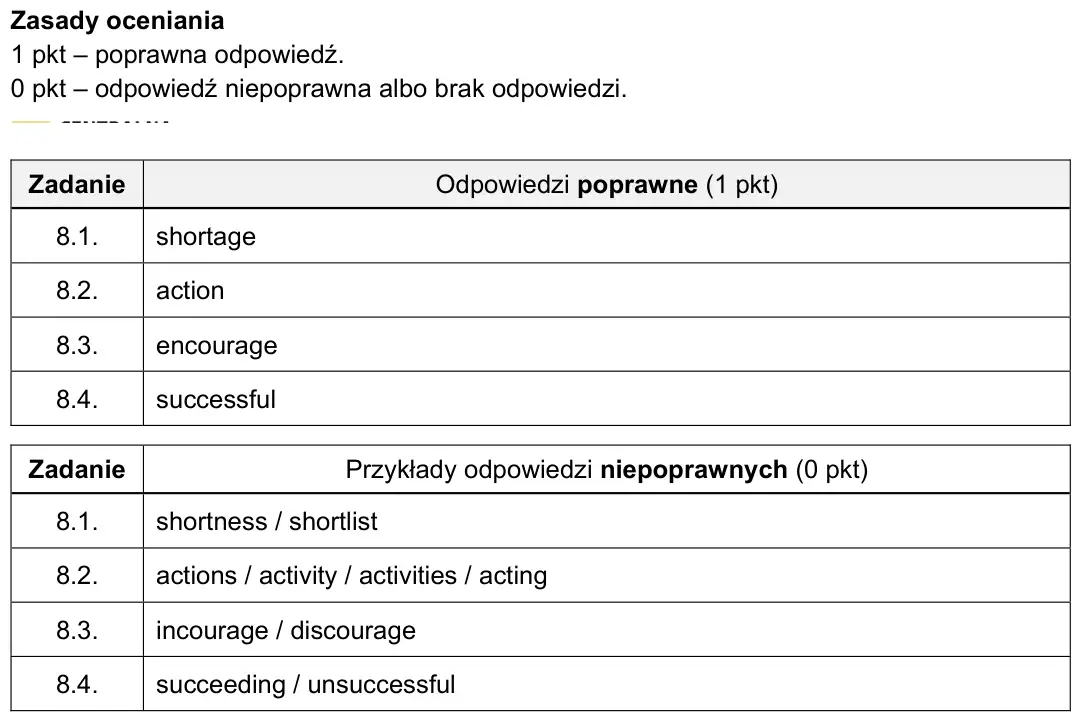 Zasady oceniania
1 pkt – poprawna odpowiedź.
0 pkt – odpowiedź niepoprawna albo brak odpowiedzi.
Zadanie Odpowiedzi poprawne (1 pkt)
8.1. shortage
8.2. action
8.3. encourage
8.4. successful
Zadanie Przykłady odpowiedzi niepoprawnych (0 pkt)
8.1. shortness / shortlist
8.2. actions / activity / activities / acting
8.3. incourage / discourage
8.4. succeeding / unsuccessful